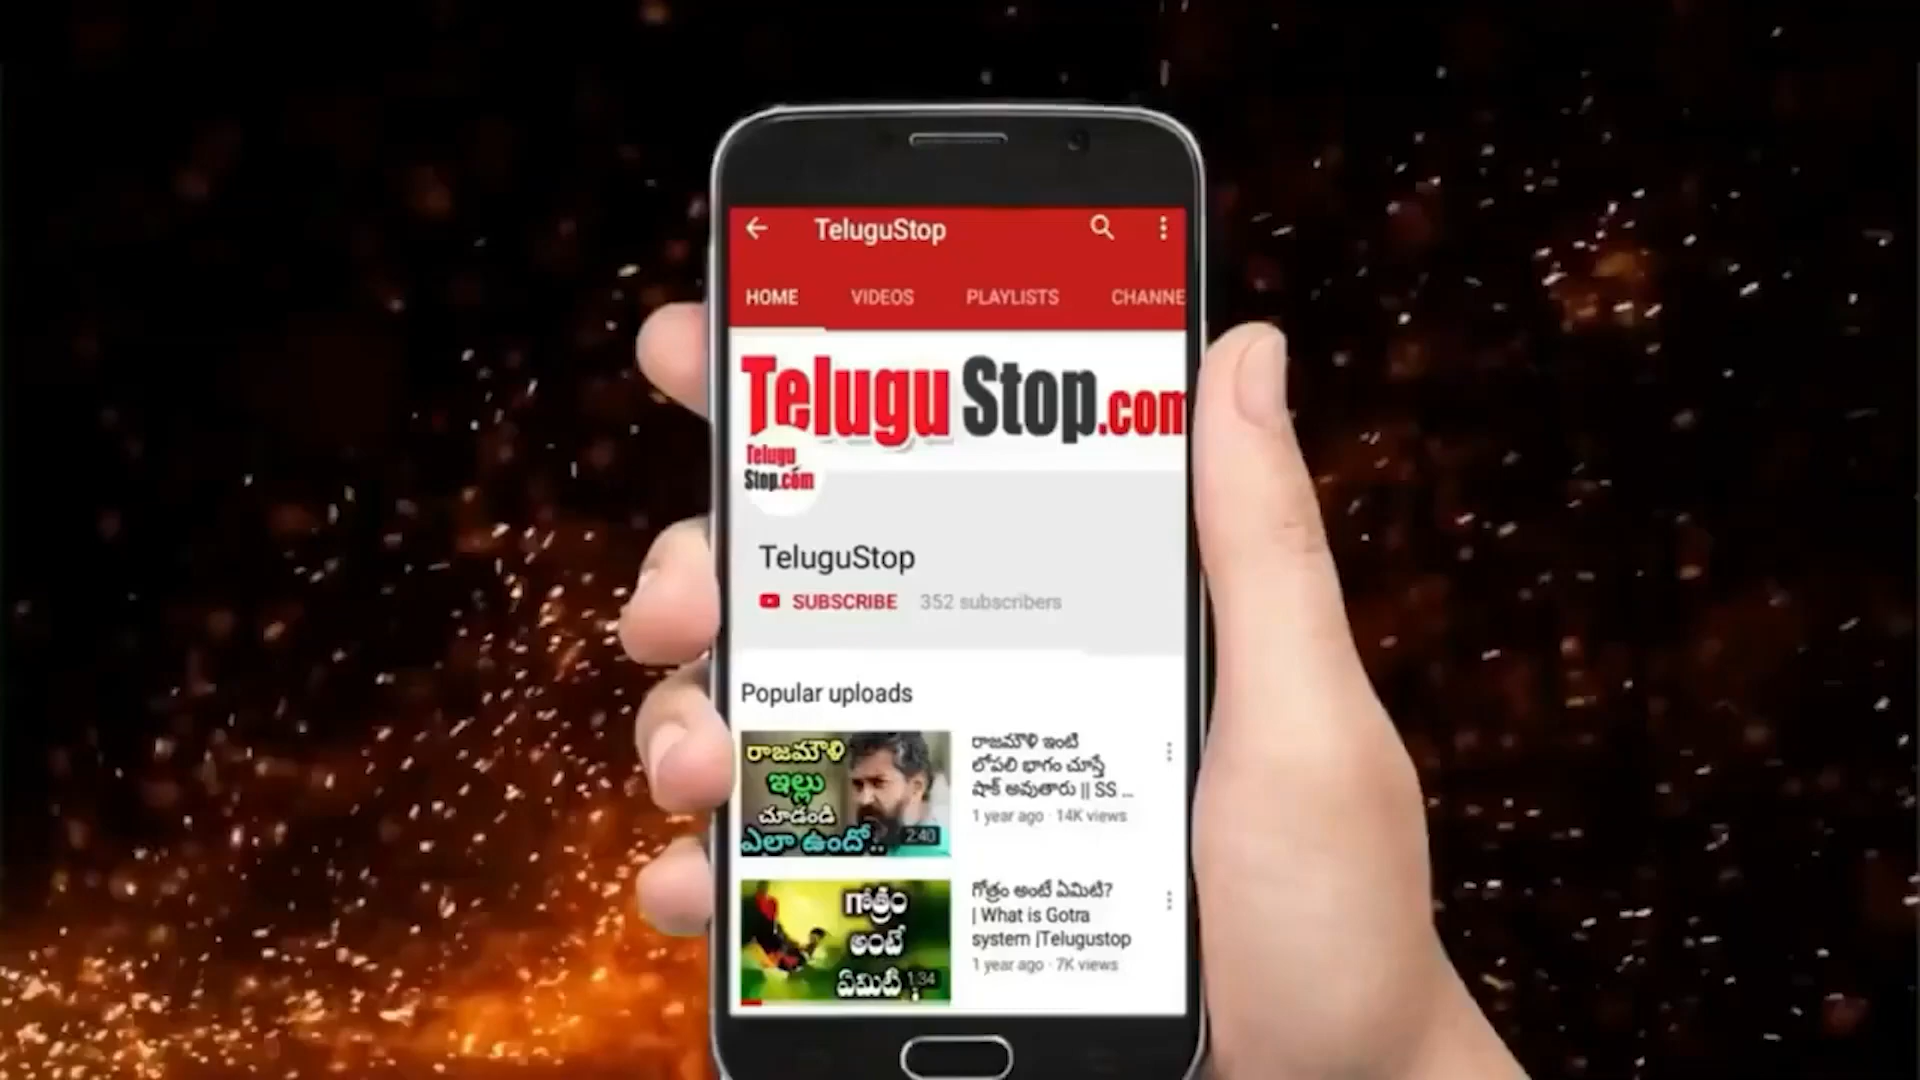 TeluguStop
HOME VIDEOS PLAYLISTS CHANNE
Telugu Stop.com
Telugu
Stop.com
TeluguStop
SUBSCRIBE 352 subscribers
Popular uploads
రాజమౌళి
ఇల్లు
చూడండి
ఎలా ఉందో..
2:40
రాజమౌళి ఇంటి
లోపలి భాగం చూస్తే
షాక్ అవుతారు || SS ...
1 year ago · 14K views
గోత్రం
అంటే
ఏమిటి
1:34
గోత్రం అంటే ఏమిటి?
| What is Gotra
system |Telugustop
1 year ago · 7K views